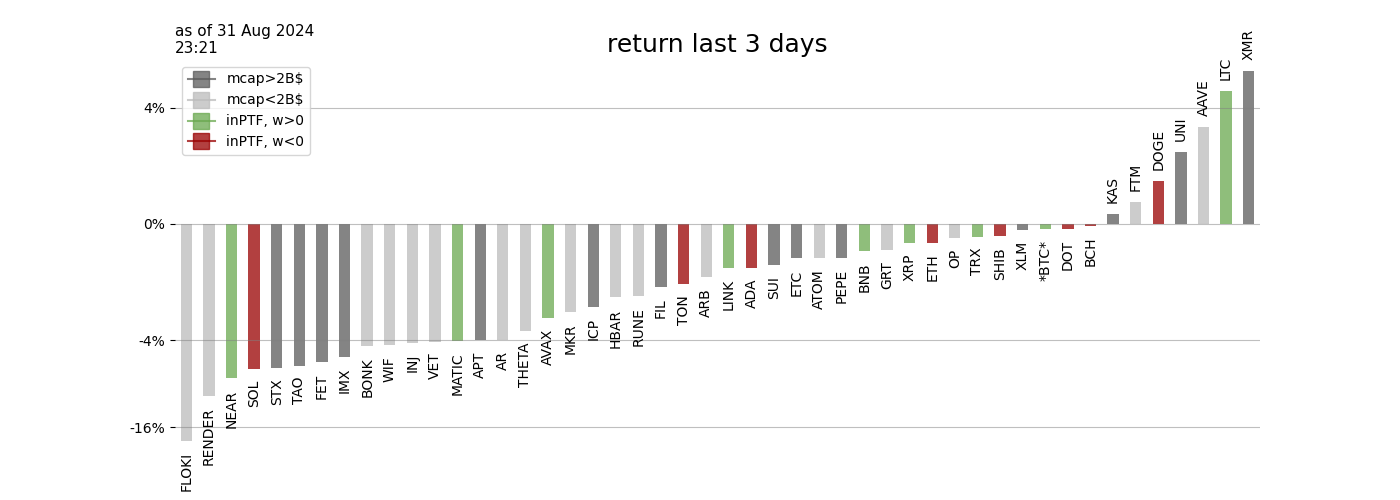 as of 31 Aug 2024
23:21
return last 3 days
mcap>2B$
mcap<2B$
inPTF, w>0
inPTF, w<0
4%
0%
-4%
-16%
FLOKI
RENDER
NEAR
SOL
STX
TAO
FET
IMX
BONK
WIF
INJ
VET
MATIC
APT
AR
THETA
AVAX
MKR
ICP
HBAR
RUNE
FIL
TON
ARB
LINK
ADA
SUI
ETC
ATOM
PEPE
BNB
GRT
XRP
ETH
OP
TRX
SHIB
XLM
*BTC*
DOT
BCH
KAS
FTM
DOGE
UNI
AAVE
LTC
XMR